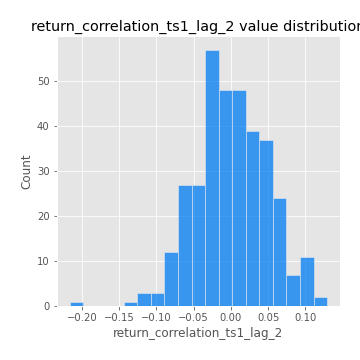 return_correlation_ts1_lag_2 value distribution
Count
50
40
30
20
10
0
−0.20 −0.15 −0.10 −0.05 0.00 0.05 0.10
return_correlation_ts1_lag_2